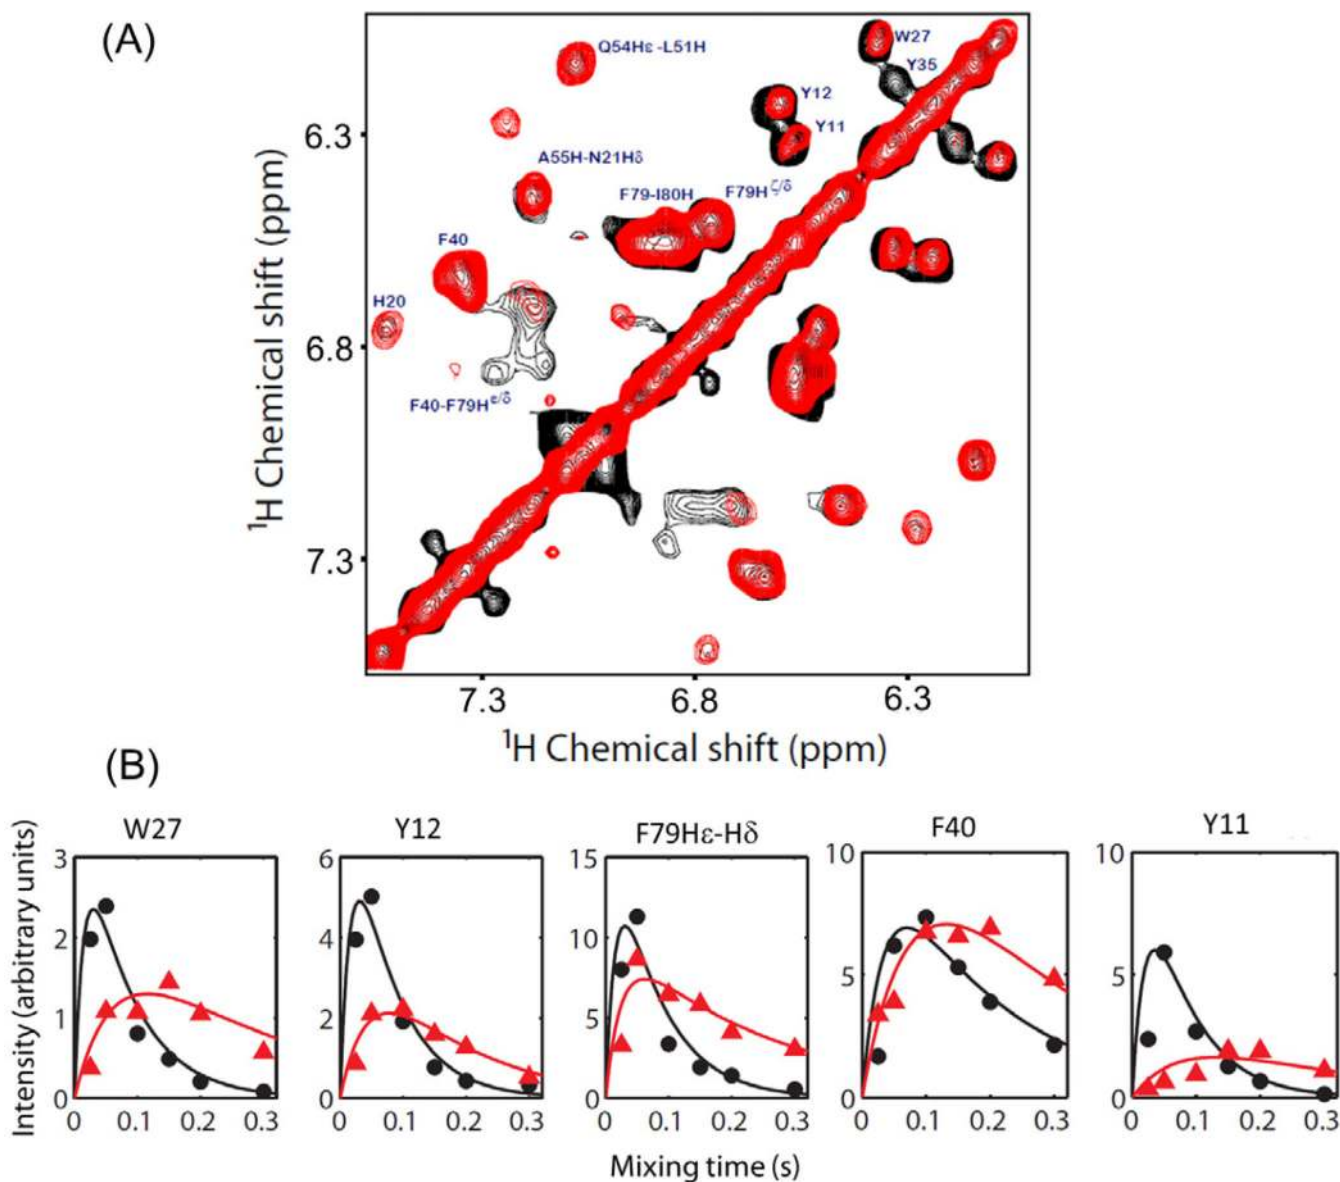 (A)
Q54Hε-L51H
W27
Y35
Y12
Y11
6.3
A55H-N21Hδ
F79-I80H
F79H^ζ/δ
F40
H20
6.8
F40-F79H^e/δ
7.3
¹H Chemical shift (ppm)
7.3 6.8 6.3
¹H Chemical shift (ppm)
(B)
W27 Y12 F79Hε-Hδ F40 Y11
Intensity (arbitrary units)
3
2
1
0
0 0.1 0.2 0.3
6
4
2
0
0 0.1 0.2 0.3
15
10
5
0
0 0.1 0.2 0.3
10
5
0
0 0.1 0.2 0.3
10
5
0
0 0.1 0.2 0.3
Mixing time (s)